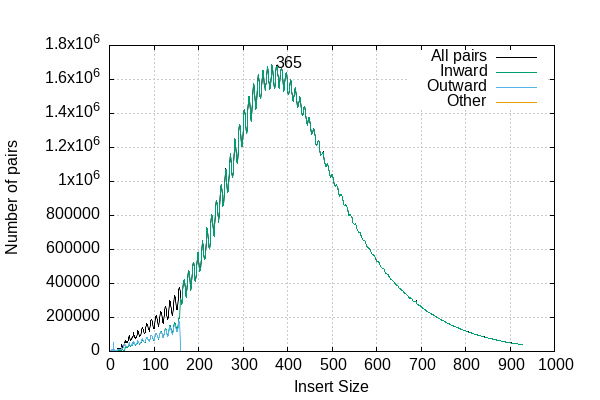 1.8x10^6
1.6x10^6
1.4x10^6
1.2x10^6
1x10^6
800000
600000
400000
200000
0
Number of pairs
365
All pairs
Inward
Outward
Other
0 100 200 300 400 500 600 700 800 900 1000
Insert Size